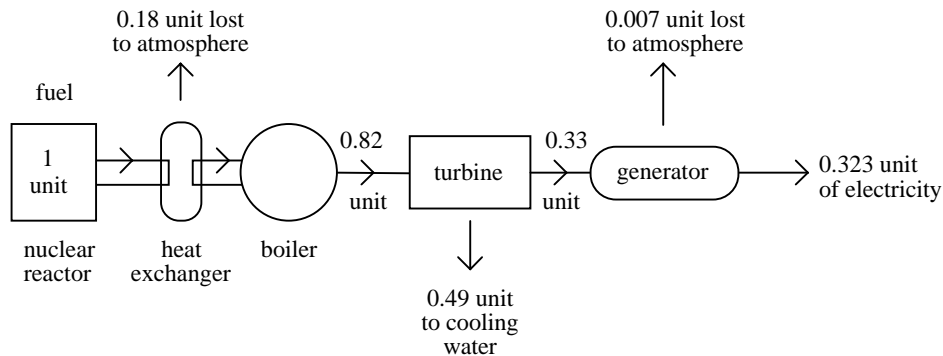 0.18 unit lost
to atmosphere
0.007 unit lost
to atmosphere
fuel
1
unit
0.82
unit
turbine
0.33
unit
generator
0.323 unit
of electricity
nuclear
reactor
heat
exchanger
boiler
0.49 unit
to cooling
water